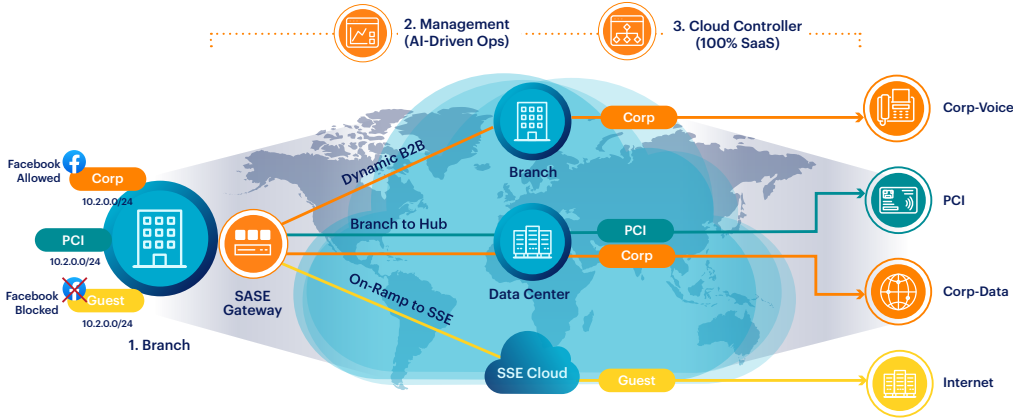 2. Management
(AI-Driven Ops)
3. Cloud Controller
(100% SaaS)
Facebook
Allowed
Corp
10.2.0.0/24
PCI
10.2.0.0/24
Facebook
Blocked
Guest
10.2.0.0/24
1. Branch
SASE
Gateway
Dynamic B2B
Branch to Hub
On-Ramp to SSE
Branch
Data Center
SSE Cloud
Corp
PCI
Corp
Guest
Corp-Voice
PCI
Corp-Data
Internet